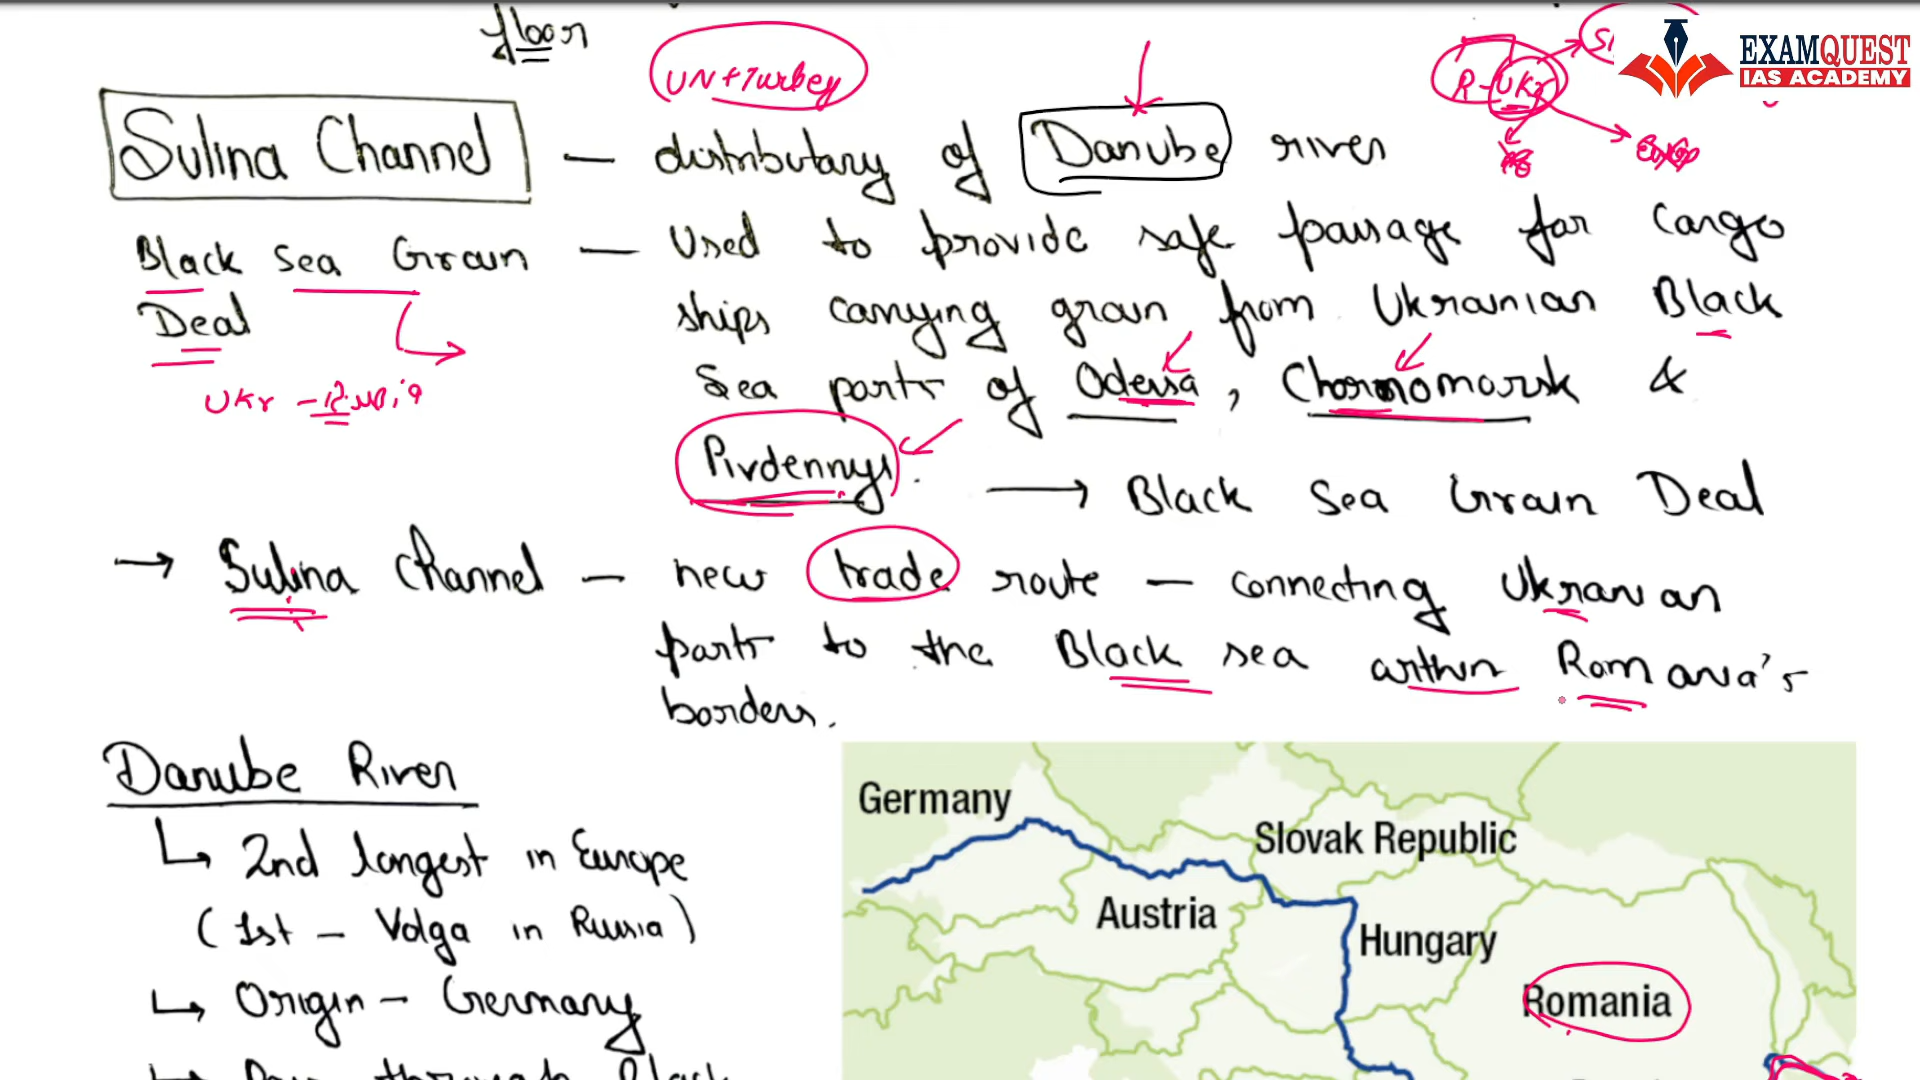 floor
UN + Turkey
R - UKr
EXAMQUEST
IAS ACADEMY
Sulina Channel — distributary of Danube river
Black Sea Grain Deal — Used to provide safe passage for cargo
ships carrying grain from Ukrainian Black
Sea ports of Odessa, Chornomorsk &
Pivdennyi.
→ Black Sea Grain Deal
UKr - Russia
→ Sulina Channel — new trade route — connecting Ukranian
ports to the Black sea within Romania's
borders.
Danube River
↳ 2nd longest in Europe
(1st - Volga in Russia)
↳ Origin - Germany
Germany
Slovak Republic
Austria
Hungary
Romania